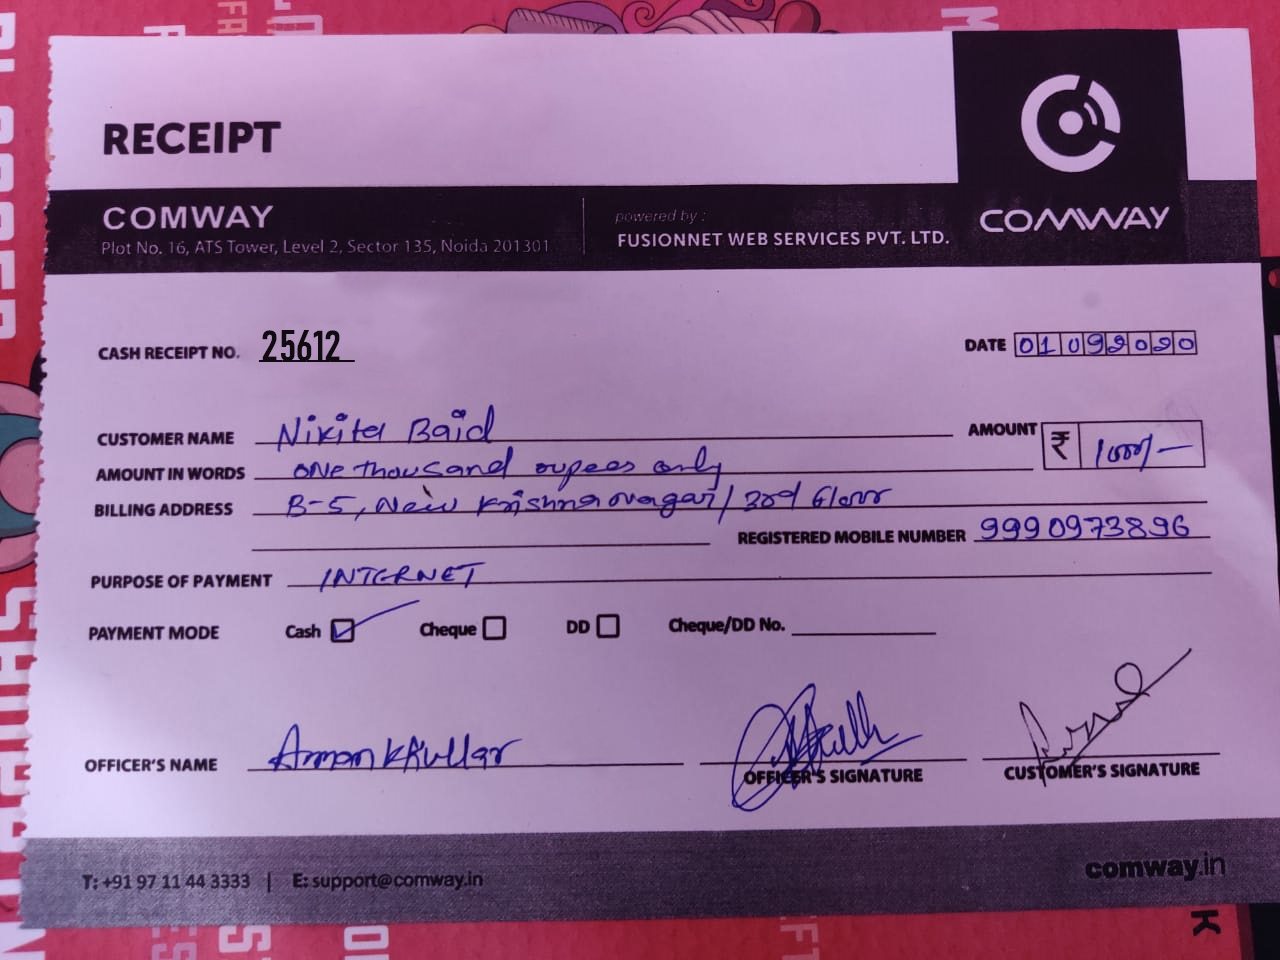 RECEIPT
COMWAY
Plot No. 16, ATS Tower, Level 2, Sector 135, Noida 201301
powered by :
FUSIONNET WEB SERVICES PVT. LTD.
COMWAY
CASH RECEIPT NO. 25612
DATE 01092020
CUSTOMER NAME Nikita Baid
AMOUNT ₹ 1000/-
AMOUNT IN WORDS one thousand rupees only
BILLING ADDRESS B-5, New Krishna nagar/ 3rd floor
REGISTERED MOBILE NUMBER 9990973896
PURPOSE OF PAYMENT INTERNET
PAYMENT MODE Cash Cheque DD Cheque/DD No.
OFFICER'S NAME Arman Khullar
OFFICER'S SIGNATURE
CUSTOMER'S SIGNATURE
T: +91 97 11 44 3333 | E: support@comway.in
comway.in